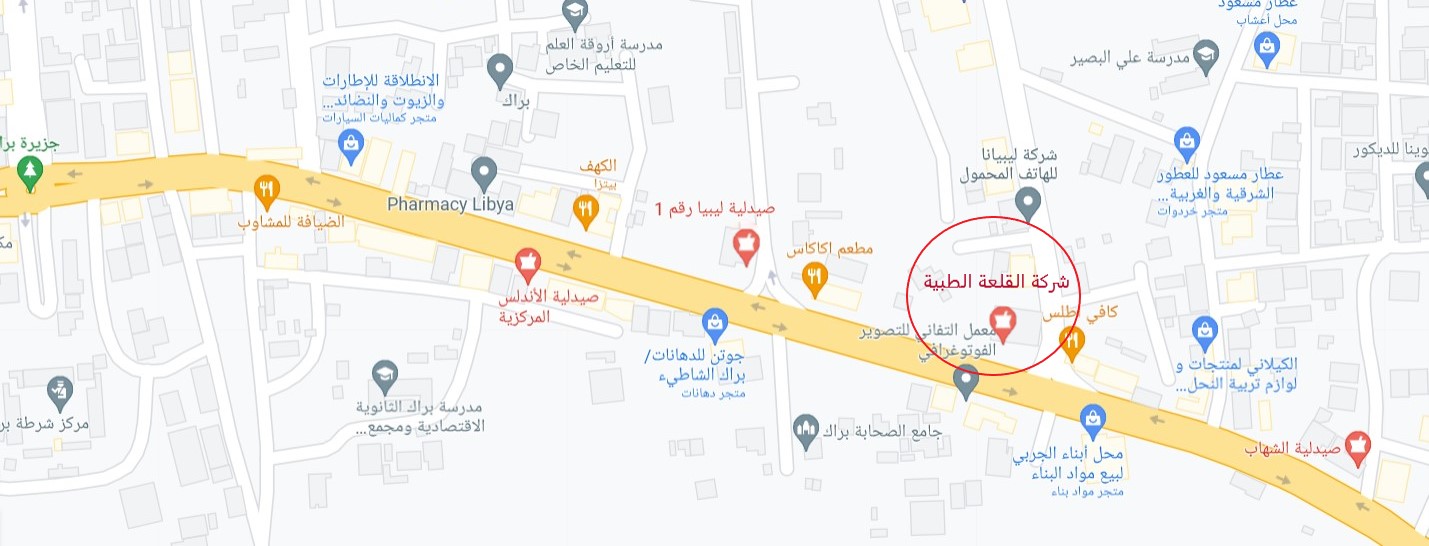 عطار مسعود
محل أعشاب
مدرسة أروقة العلم
للتعليم الخاص
مدرسة علي البصير
الانطلاقة للإطارات
والزيوت والنضائد...
متجر كماليات السيارات
براك
جزيرة برا
شركة ليبيانا
للهاتف المحمول
وينا للديكور
الكهف
بيتزا
عطار مسعود للعطور
الشرقية والغربية...
متجر خردوات
Pharmacy Libya
صيدلية ليبيا رقم 1
الضيافة للمشاوب
مطعم اكاكاس
شركة القلعة الطبية
صيدلية الأندلس
المركزية
كافي اطلس
معمل التفاني للتصوير
الفوتوغرافي
جوتن للدهانات/
براك الشاطيء
متجر دهانات
الكيلاني لمنتجات و
لوازم تربية النحل...
مدرسة براك الثانوية
الاقتصادية ومجمع...
مركز شرطة بر
جامع الصحابة براك
صيدلية الشهاب
محل أبناء الجربي
لبيع مواد البناء
متجر مواد بناء